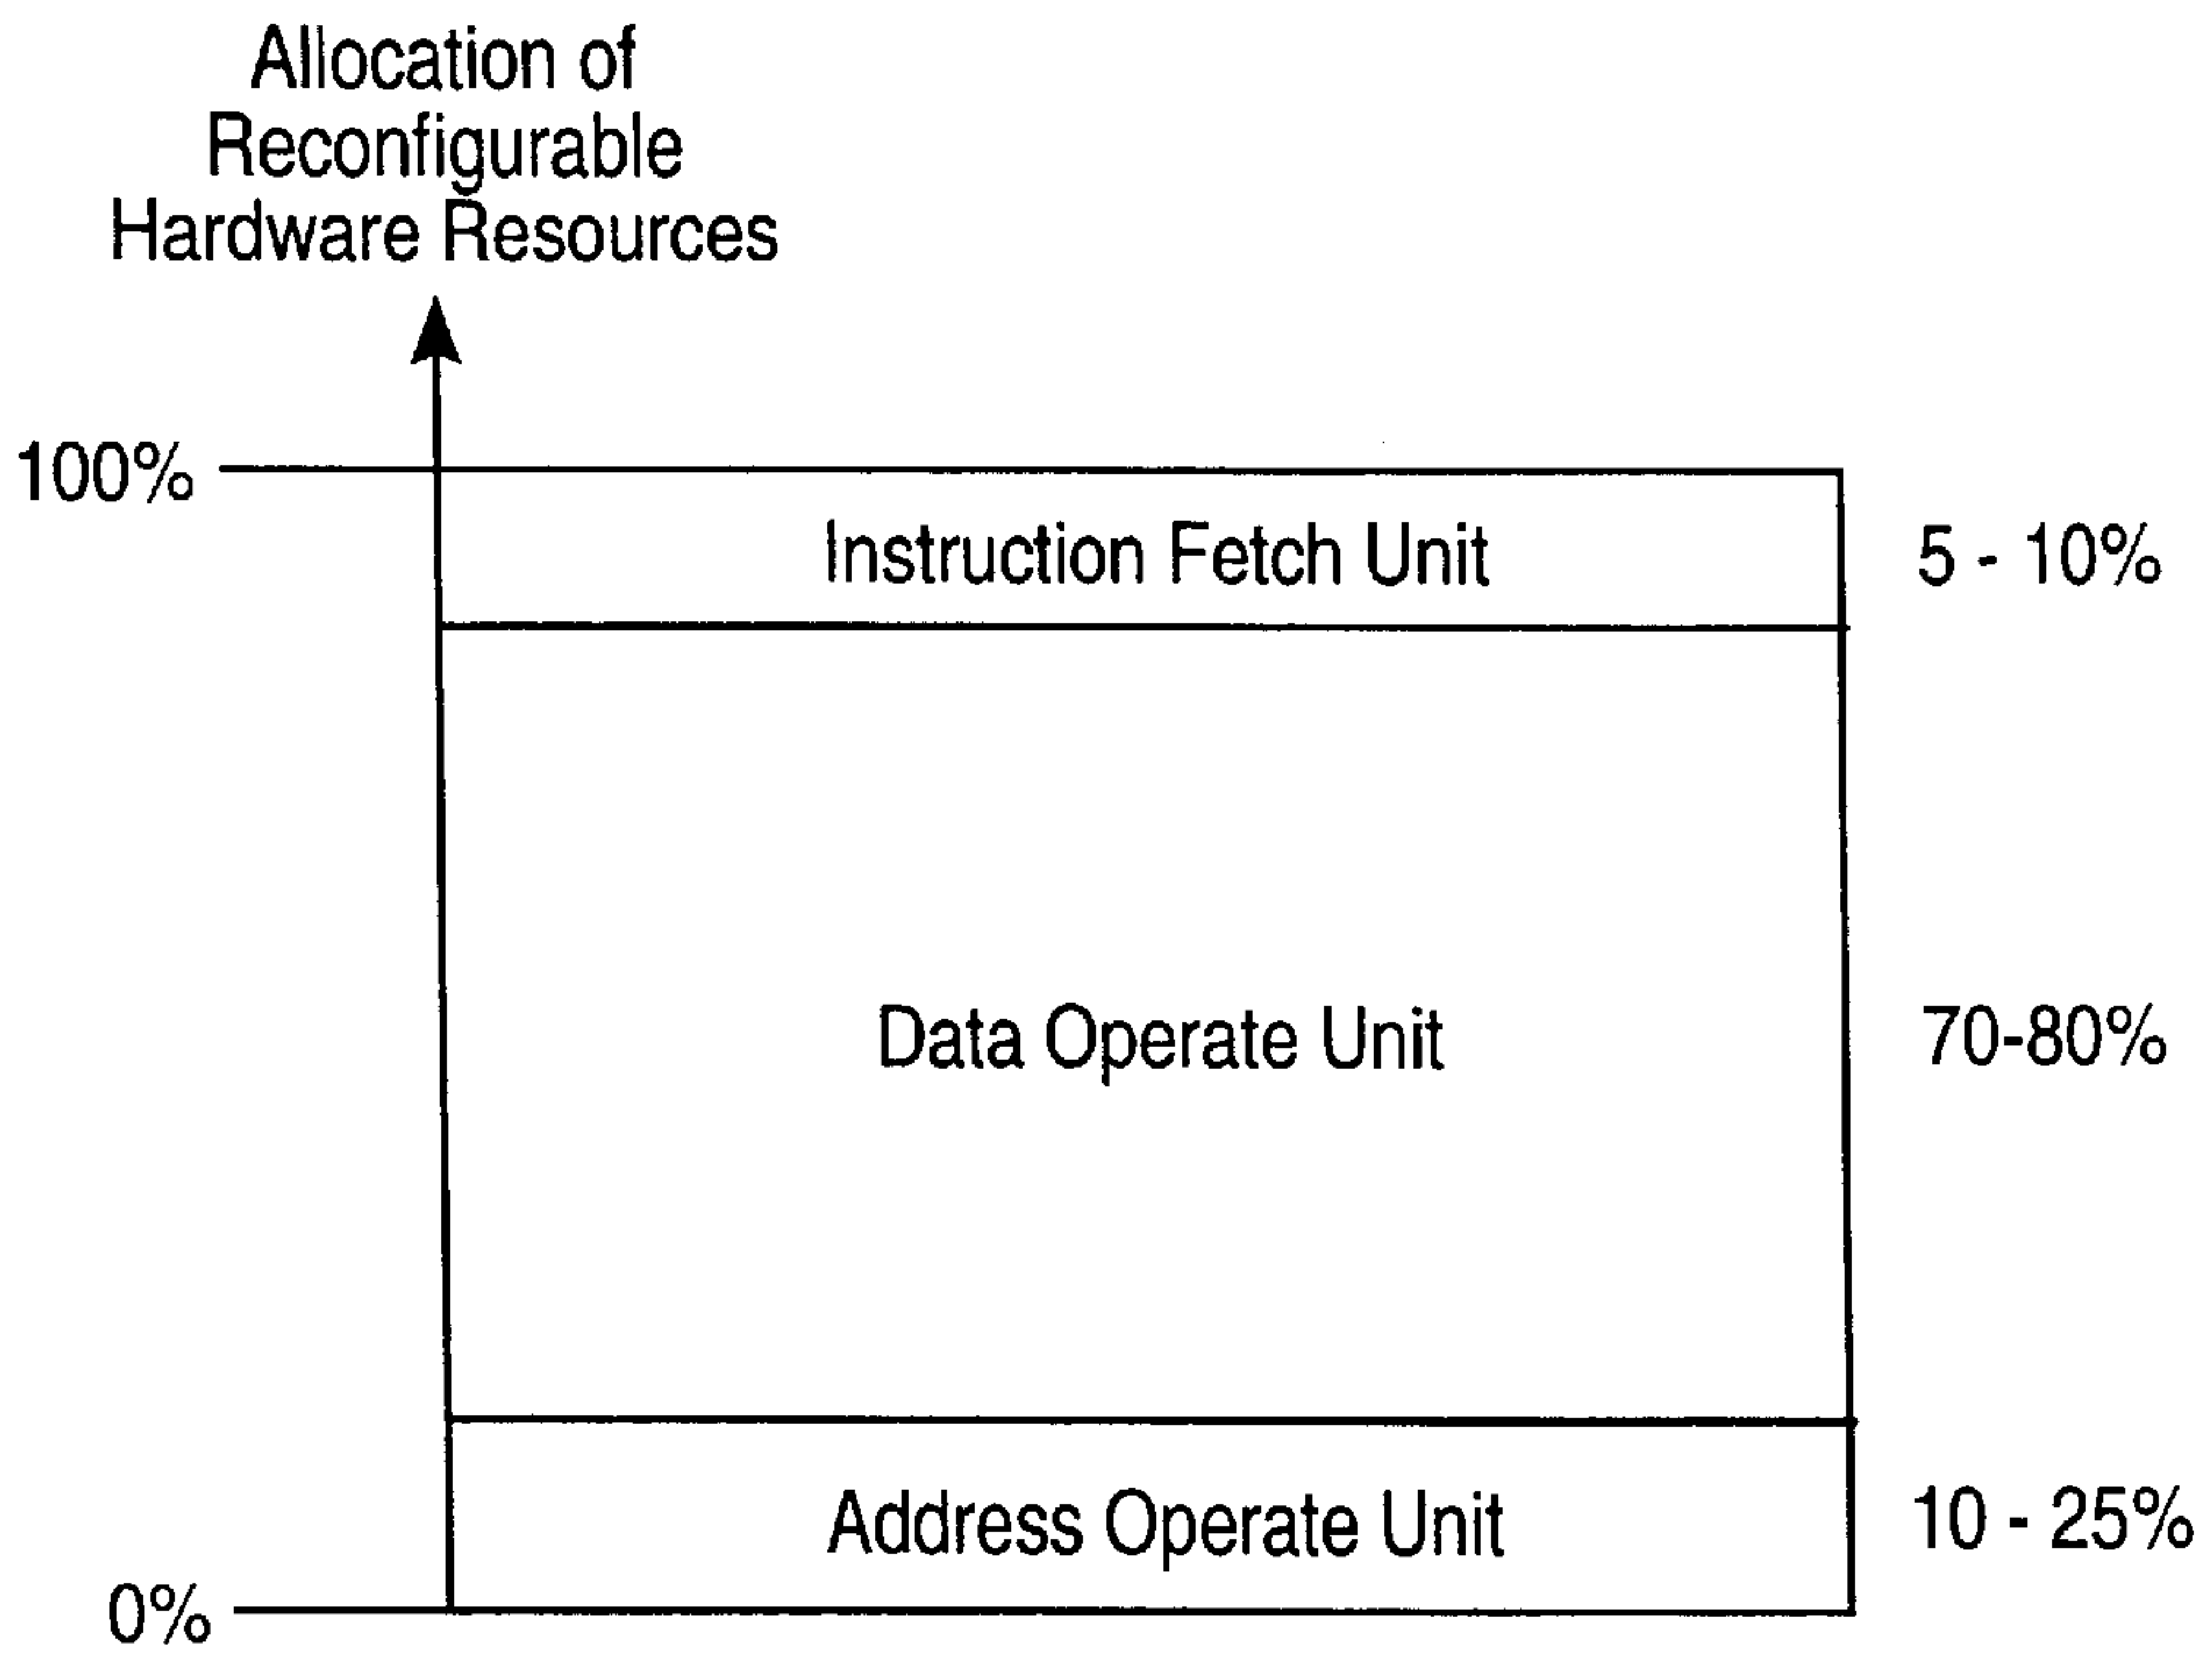 Allocation of
Reconfigurable
Hardware Resources
100%
Instruction Fetch Unit
5 - 10%
Data Operate Unit
70-80%
Address Operate Unit
10 - 25%
0%